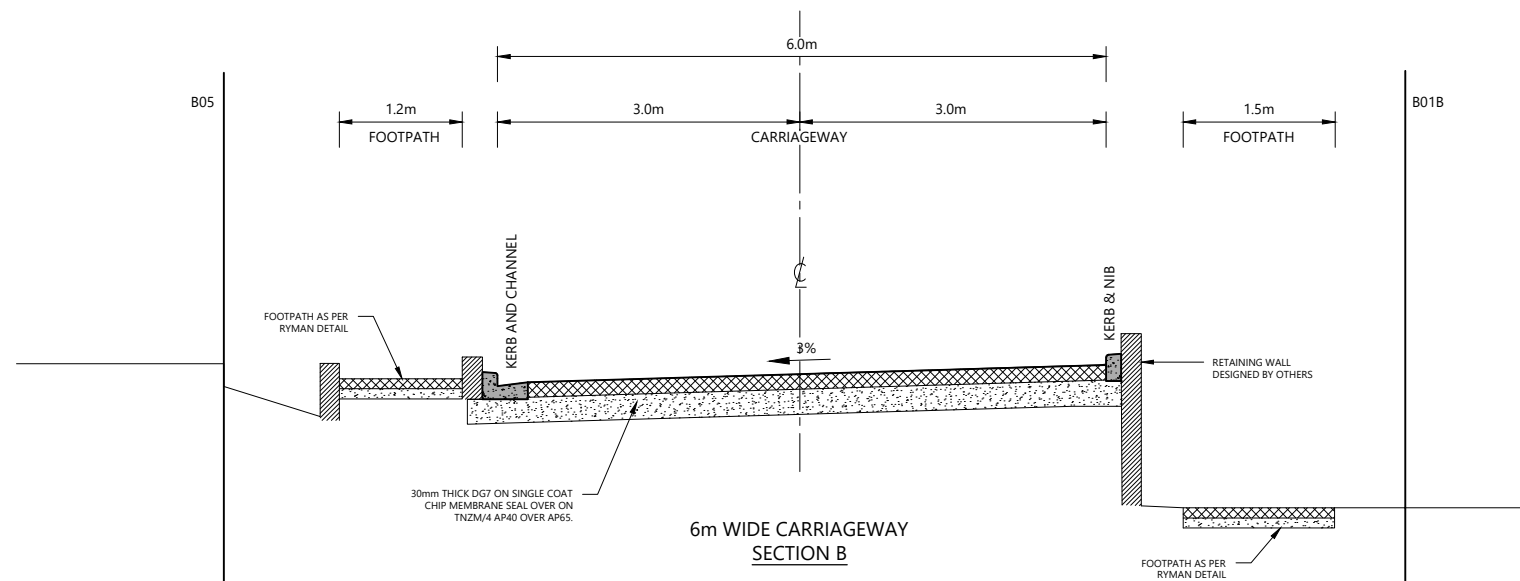 6.0m
B05
B01B
1.2m
3.0m
3.0m
1.5m
FOOTPATH
CARRIAGEWAY
FOOTPATH
KERB AND CHANNEL
KERB & NIB
℄
FOOTPATH AS PER
RYMAN DETAIL
3%
RETAINING WALL
DESIGNED BY OTHERS
30mm THICK DG7 ON SINGLE COAT
CHIP MEMBRANE SEAL OVER ON
TNZM/4 AP40 OVER AP65.
6m WIDE CARRIAGEWAY
SECTION B
FOOTPATH AS PER
RYMAN DETAIL